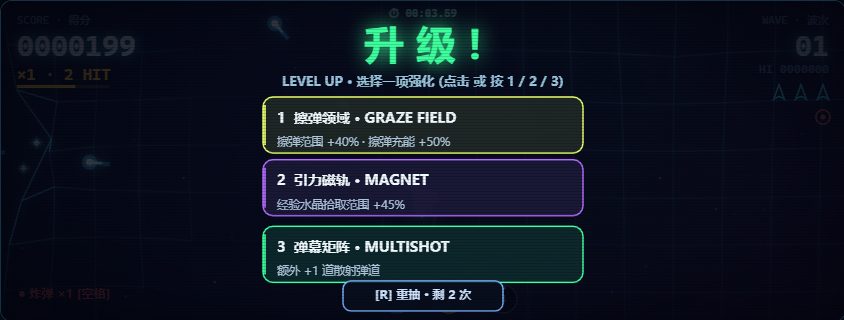 SCORE · 得分
0000199
×1 · 2 HIT
⏱ 00:03.59
WAVE · 波次
01
HI 0000000
升级!
LEVEL UP • 选择一项强化 (点击 或 按 1 / 2 / 3)
1 擦弹领域 • GRAZE FIELD
擦弹范围 +40% · 擦弹充能 +50%
2 引力磁轨 • MAGNET
经验水晶拾取范围 +45%
3 弹幕矩阵 • MULTISHOT
额外 +1 道散射弹道
● 炸弹 ×1 [空格]
[R] 重抽 • 剩 2 次